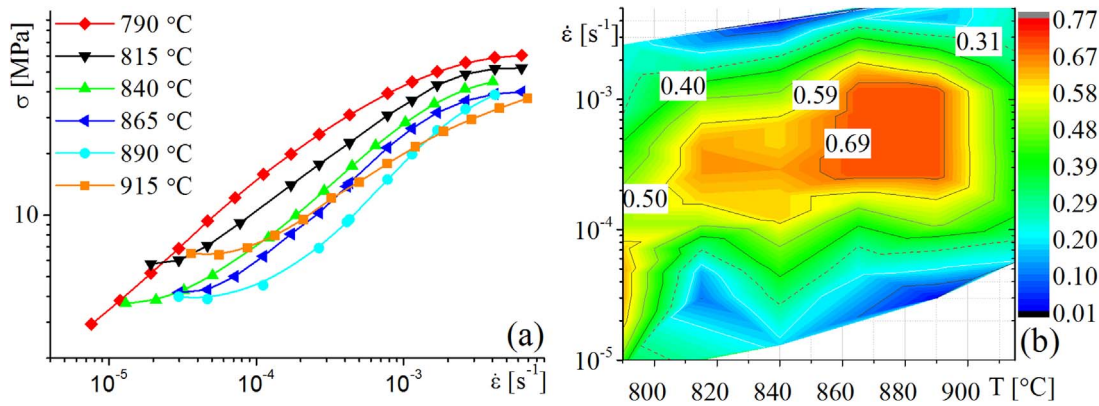 σ [MPa]
790 °C
815 °C
840 °C
865 °C
890 °C
915 °C
10
(a)
10⁻⁵
10⁻⁴
10⁻³
ε̇ [s⁻¹]
ε̇ [s⁻¹]
10⁻³
10⁻⁴
10⁻⁵
0.31
0.40
0.59
0.69
0.50
(b)
800 820 840 860 880 900 T [°C]
0.77
0.67
0.58
0.48
0.39
0.29
0.20
0.10
0.01